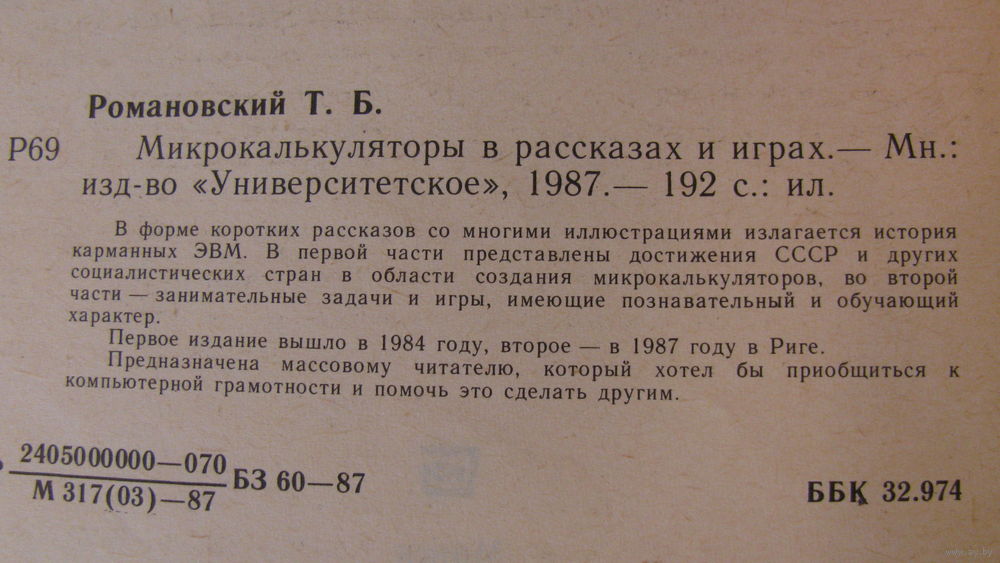 Романовский Т. Б.
Р69 Микрокалькуляторы в рассказах и играх.— Мн.:
изд-во «Университетское», 1987.— 192 с.: ил.
В форме коротких рассказов со многими иллюстрациями излагается история
карманных ЭВМ. В первой части представлены достижения СССР и других
социалистических стран в области создания микрокалькуляторов, во второй
части — занимательные задачи и игры, имеющие познавательный и обучающий
характер.
Первое издание вышло в 1984 году, второе — в 1987 году в Риге.
Предназначена массовому читателю, который хотел бы приобщиться к
компьютерной грамотности и помочь это сделать другим.
2405000000—070
М 317(03)—87
БЗ 60—87
ББК 32.974
www.ay.by